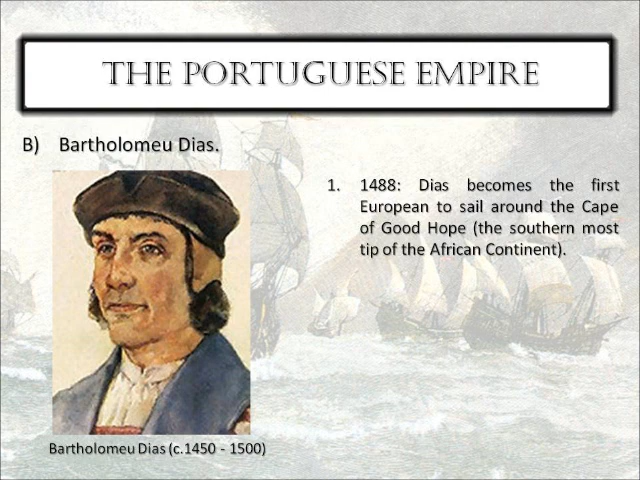 THE PORTUGUESE EMPIRE
B) Bartholomeu Dias.
1. 1488: Dias becomes the first
European to sail around the Cape
of Good Hope (the southern most
tip of the African Continent).
Bartholomeu Dias (c.1450 - 1500)